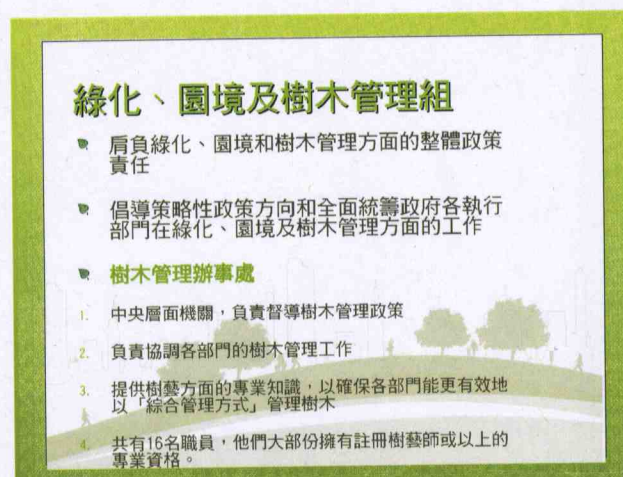 綠化、園境及樹木管理組
肩負綠化、園境和樹木管理方面的整體政策
責任
倡導策略性政策方向和全面統籌政府各執行
部門在綠化、園境及樹木管理方面的工作
樹木管理辦事處
1. 中央層面機關，負責督導樹木管理政策
2. 負責協調各部門的樹木管理工作
3. 提供樹藝方面的專業知識，以確保各部門能更有效地
以「綜合管理方式」管理樹木
4. 共有16名職員，他們大部份擁有註冊樹藝師或以上的
專業資格。